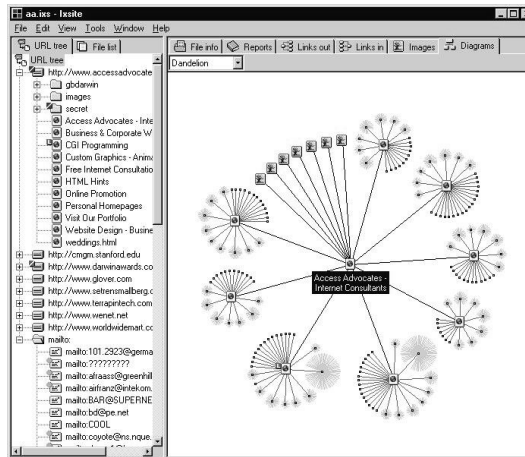 aa.ixs - Ixsite
File Edit View Tools Window Help
URL tree File list
File info Reports Links out Links in Images Diagrams
URL tree
Dandelion
http://www.accessadvocate
gbdarwin
images
secret
Access Advocates - Inte
Business & Corporate W
CGI Programming
Custom Graphics - Anima
Free Internet Consultatio
HTML Hints
Online Promotion
Personal Homepages
Visit Our Portfolio
Website Design - Busine
weddings.html
http://cmgm.stanford.edu
http://www.darwinawards.co
http://www.glover.com
http://www.setrensmallberg.c
http://www.terrapintech.com
http://www.wenet.net
http://www.worldwidemart.cc
mailto:
mailto:101.2923@germa
mailto:?????????
mailto:afraass@greenhill
mailto:airfranz@intekom.
mailto:BAR@SUPERNE
mailto:bd@pe.net
mailto:COOL
mailto:coyote@ns.nque.
Access Advocates -
Internet Consultants